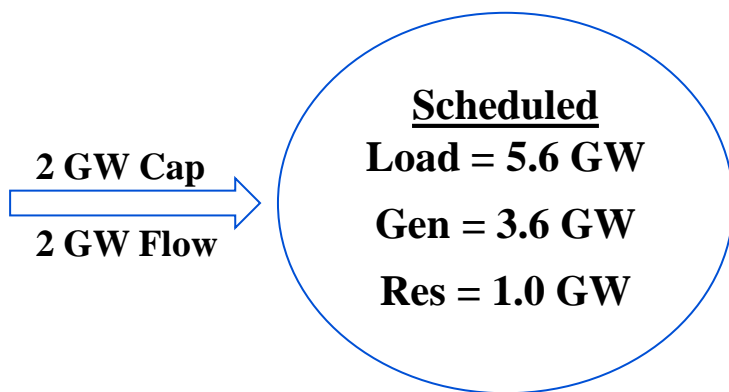 2 GW Cap
2 GW Flow
Scheduled
Load = 5.6 GW
Gen = 3.6 GW
Res = 1.0 GW